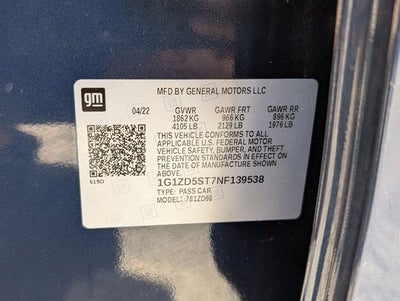 gm
MFD BY GENERAL MOTORS LLC
04/22 GVWR GAWR FRT GAWR RR
1862 KG 966 KG 896 KG
4105 LB 2129 LB 1976 LB
THIS VEHICLE CONFORMS TO ALL
APPLICABLE U.S. FEDERAL MOTOR
VEHICLE SAFETY, BUMPER, AND THEFT
PREVENTION STANDARDS IN EFFECT
ON THE DATE OF MANUFACTURE SHOWN
ABOVE.
1G1ZD5ST7NF139538
TYPE: PASS CAR
MODEL: 781ZD69